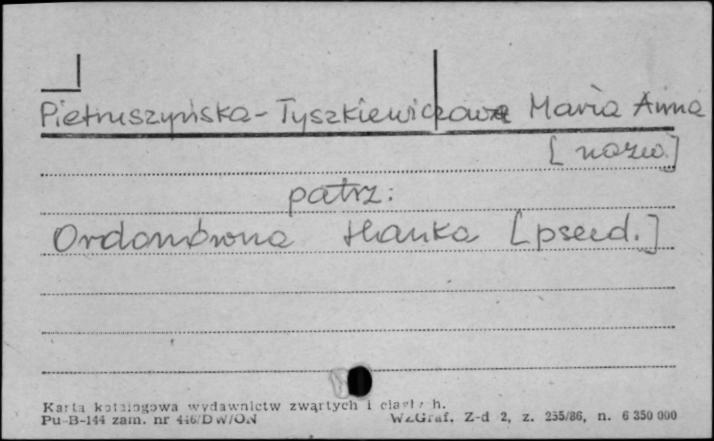 Pietruszyńska-Tyszkiewiczowa Maria Anna
[nazw.]
patrz:
Ordonówna Hanka [pseud.]
Karta katalogowa wydawnictw zwartych i ciągłych.
Pu-B-144 zam. nr 446/DW/ON WZGraf. Z-d 2, z. 255/86, n. 6 350 000